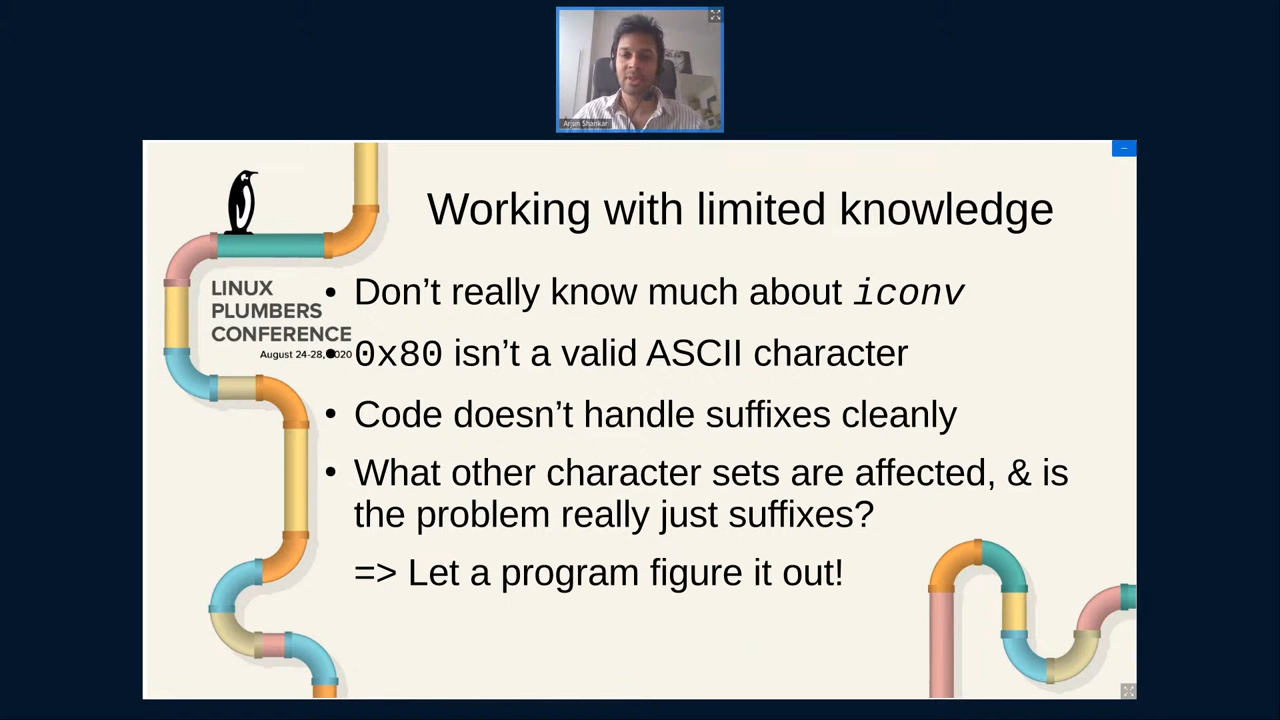 Arjun Shankar
Working with limited knowledge
LINUX
PLUMBERS
CONFERENCE
August 24-28, 2020
• Don’t really know much about iconv
• 0x80 isn’t a valid ASCII character
• Code doesn’t handle suffixes cleanly
• What other character sets are affected, & is
the problem really just suffixes?
=> Let a program figure it out!